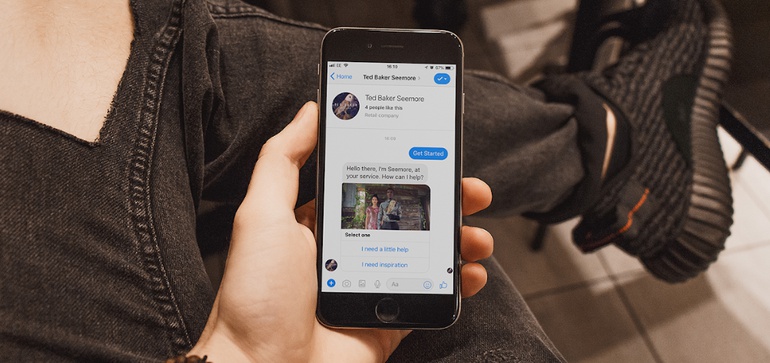 16:19
67%
Home
Ted Baker Seemore
Ted Baker Seemore
4 people like this
Retail company
Get Started
Hello there, I'm Seemore, at
your service. How can I help?
Select one
I need a little help
I need inspiration
Aa